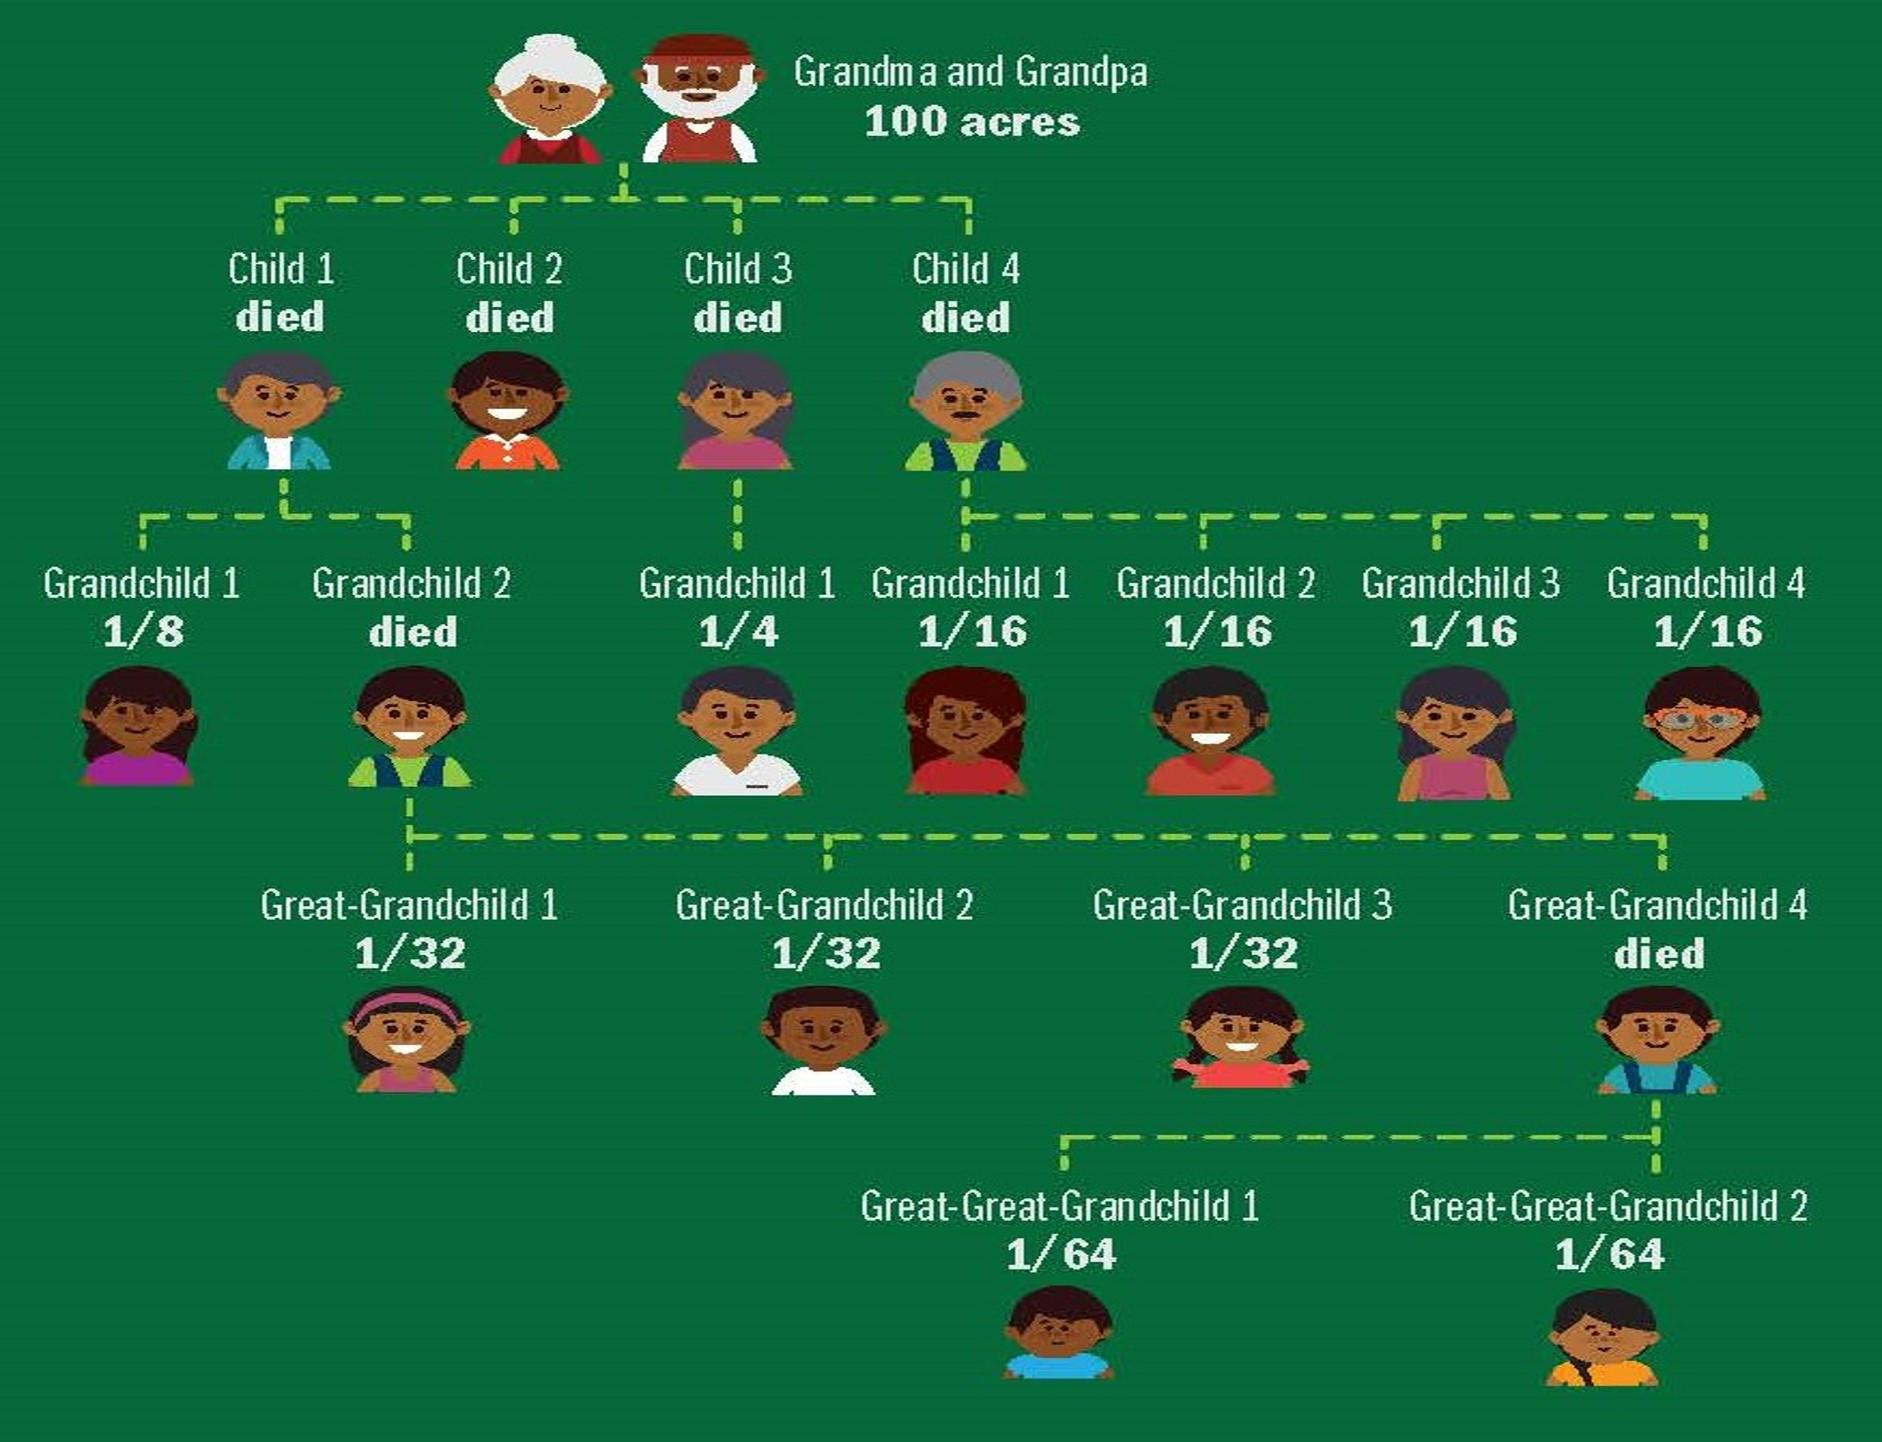 Grandma and Grandpa
100 acres
Child 1
died
Child 2
died
Child 3
died
Child 4
died
Grandchild 1
1/8
Grandchild 2
died
Grandchild 1
1/4
Grandchild 1
1/16
Grandchild 2
1/16
Grandchild 3
1/16
Grandchild 4
1/16
Great-Grandchild 1
1/32
Great-Grandchild 2
1/32
Great-Grandchild 3
1/32
Great-Grandchild 4
died
Great-Great-Grandchild 1
1/64
Great-Great-Grandchild 2
1/64